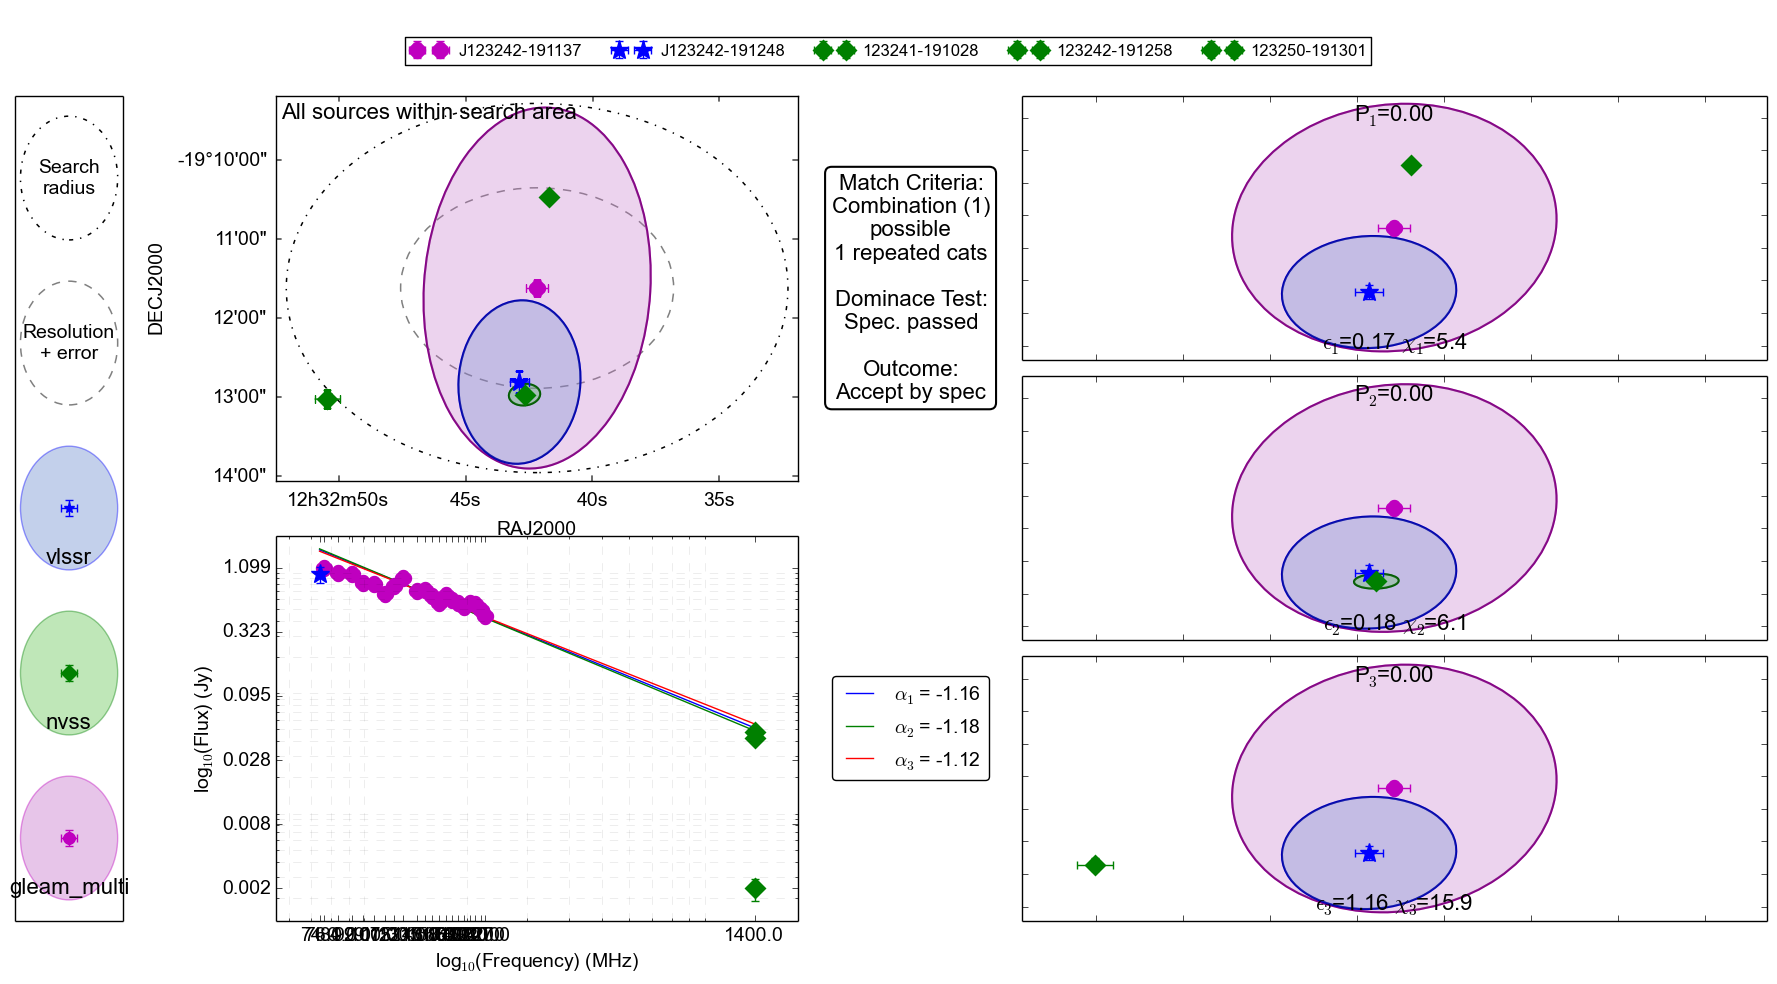 J123242-191137 J123242-191248 123241-191028 123242-191258 123250-191301
Search
radius
Resolution
+ error
vlssr
nvss
gleam_multi
All sources within search area
DECJ2000
-19°10'00"
11'00"
12'00"
13'00"
14'00"
12h32m50s 45s 40s 35s
RAJ2000
log10(Flux) (Jy)
1.099
0.323
0.095
0.028
0.008
0.002
1400.0
log10(Frequency) (MHz)
Match Criteria:
Combination (1)
possible
1 repeated cats
Dominace Test:
Spec. passed
Outcome:
Accept by spec
α1 = -1.16
α2 = -1.18
α3 = -1.12
P1=0.00
ϵ1=0.17 χ1=5.4
P2=0.00
ϵ2=0.18 χ2=6.1
P3=0.00
ϵ3=1.16 χ3=15.9